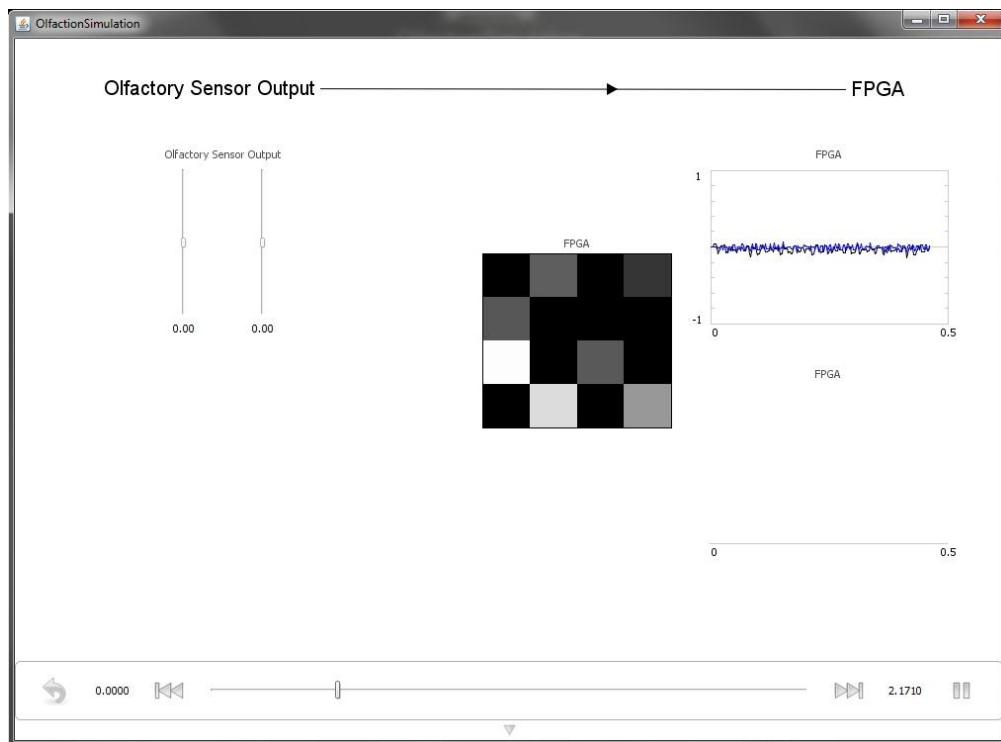 OlfactionSimulation
Olfactory Sensor Output
FPGA
Olfactory Sensor Output
0.00
0.00
FPGA
FPGA
1
-1
0
0.5
FPGA
0
0.5
0.0000
2.1710